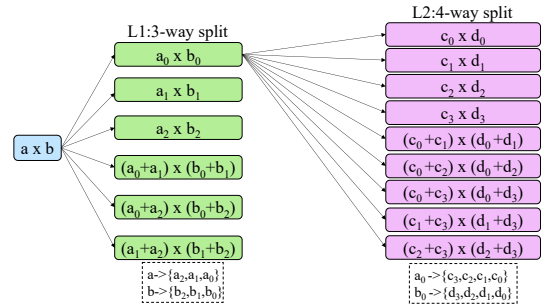 L1:3-way split
a₀ x b₀
a₁ x b₁
a₂ x b₂
a x b
(a₀+a₁) x (b₀+b₁)
(a₀+a₂) x (b₀+b₂)
(a₁+a₂) x (b₁+b₂)
a->{a₂,a₁,a₀}
b->{b₂,b₁,b₀}
L2:4-way split
c₀ x d₀
c₁ x d₁
c₂ x d₂
c₃ x d₃
(c₀+c₁) x (d₀+d₁)
(c₀+c₂) x (d₀+d₂)
(c₀+c₃) x (d₀+d₃)
(c₁+c₃) x (d₁+d₃)
(c₂+c₃) x (d₂+d₃)
a₀->{c₃,c₂,c₁,c₀}
b₀->{d₃,d₂,d₁,d₀}